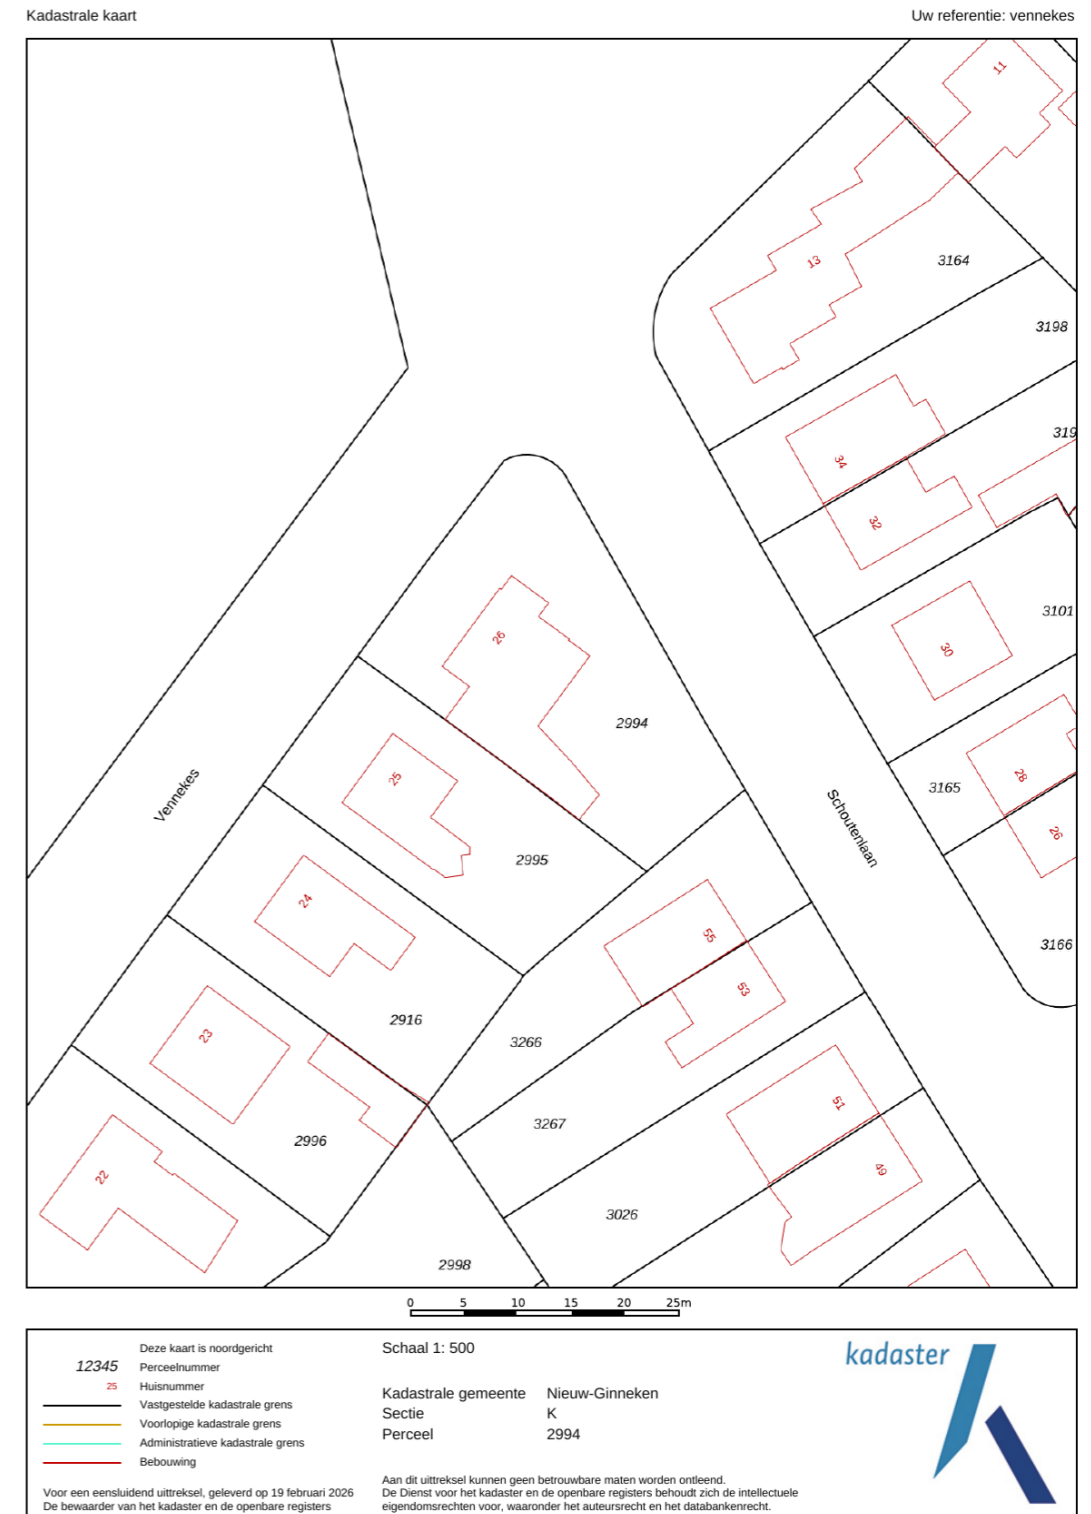 Kadastrale kaart
Uw referentie: vennekes
11
13
3164
3198
34
319
32
26
3101
30
2994
25
Vennekes
28
3165
Schoutenlaan
26
2995
24
55
3166
53
2916
23
3266
51
3267
2996
22
49
3026
2998
0 5 10 15 20 25m
Deze kaart is noordgericht
12345 Perceelnummer
25 Huisnummer
Vastgestelde kadastrale grens
Voorlopige kadastrale grens
Administratieve kadastrale grens
Bebouwing
Voor een eensluidend uittreksel, geleverd op 19 februari 2026
De bewaarder van het kadaster en de openbare registers
Schaal 1: 500
Kadastrale gemeente Nieuw-Ginneken
Sectie K
Perceel 2994
Aan dit uittreksel kunnen geen betrouwbare maten worden ontleend.
De Dienst voor het kadaster en de openbare registers behoudt zich de intellectuele
eigendomsrechten voor, waaronder het auteursrecht en het databankenrecht.
kadaster